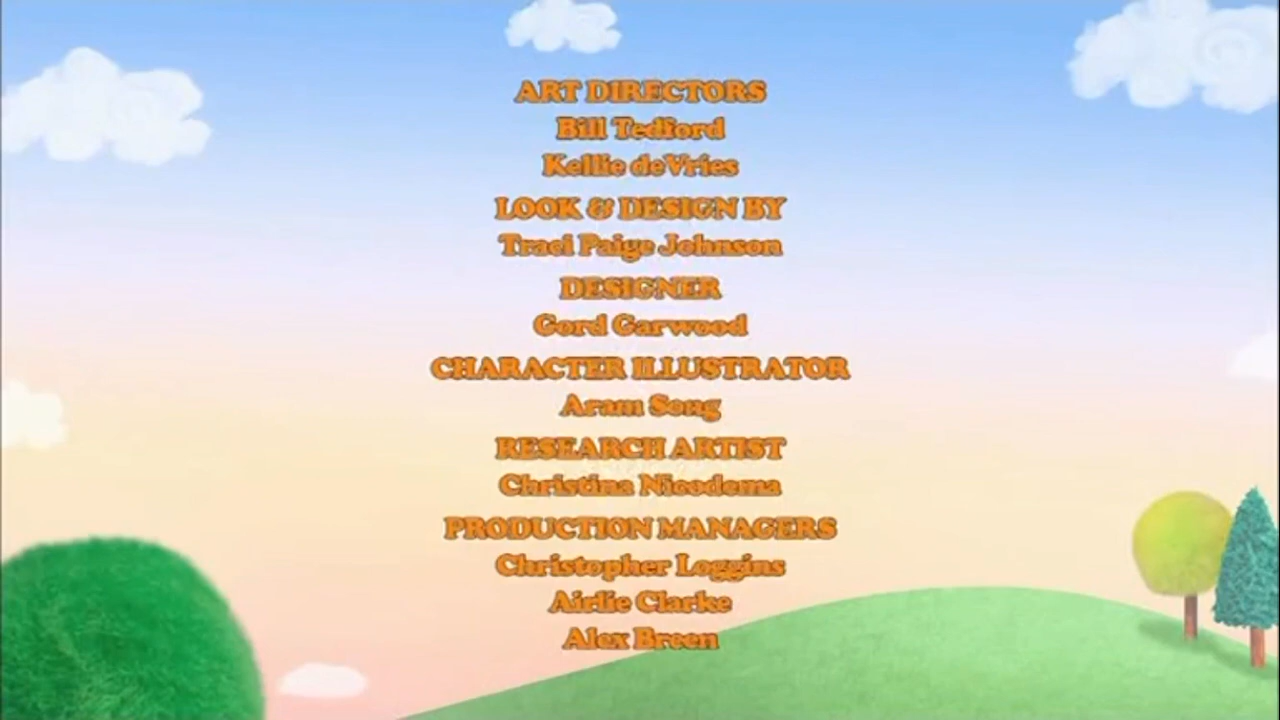 ART DIRECTORS
Bill Tedford
Kellie deVries
LOOK & DESIGN BY
Traci Paige Johnson
DESIGNER
Gord Garwood
CHARACTER ILLUSTRATOR
Aram Song
RESEARCH ARTIST
Christina Nicodema
PRODUCTION MANAGERS
Christopher Loggins
Airlie Clarke
Alex Breen